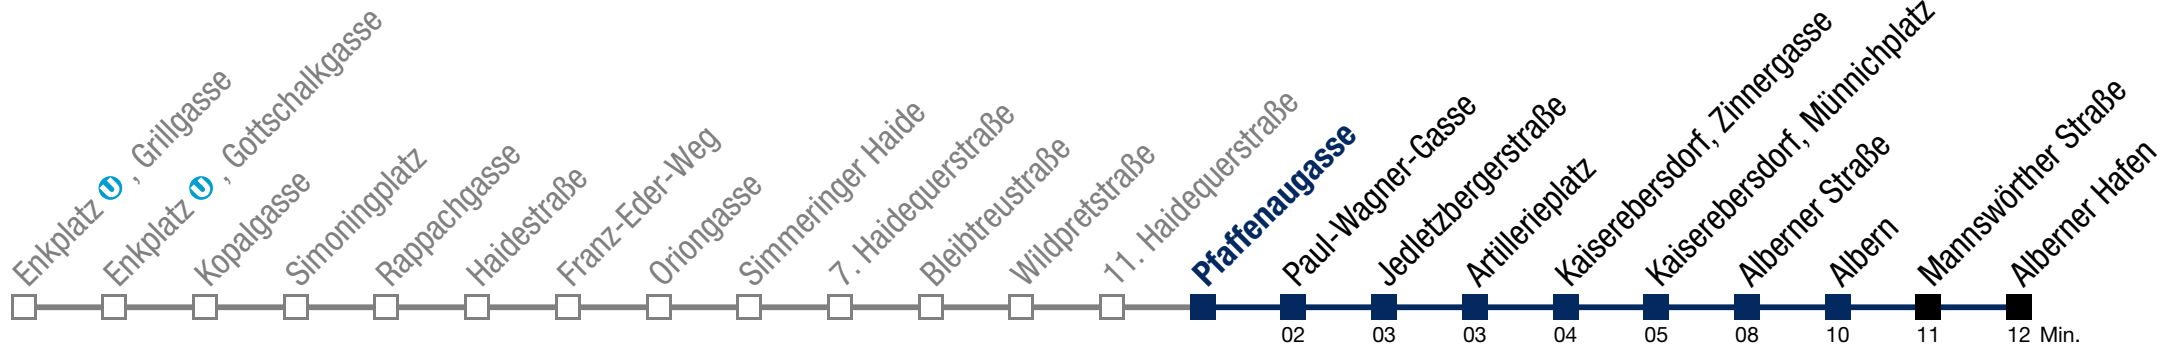 Enkplatz U, Grillgasse
Enkplatz U, Gottschalkgasse
Kopalgasse
Simoningplatz
Rappachgasse
Haidestraße
Franz-Eder-Weg
Oriongasse
Simmeringer Haide
7. Haidequerstraße
Bleibtreustraße
Wildpretstraße
11. Haidequerstraße
Pfaffenaugasse
Paul-Wagner-Gasse
Jedletzbergerstraße
Artillerieplatz
Kaiserebersdorf, Zinnergasse
Kaiserebersdorf, Münnichplatz
Alberner Straße
Albern
Mannswörther Straße
Alberner Hafen
02 03 03 04 05 08 10 11 12 Min.